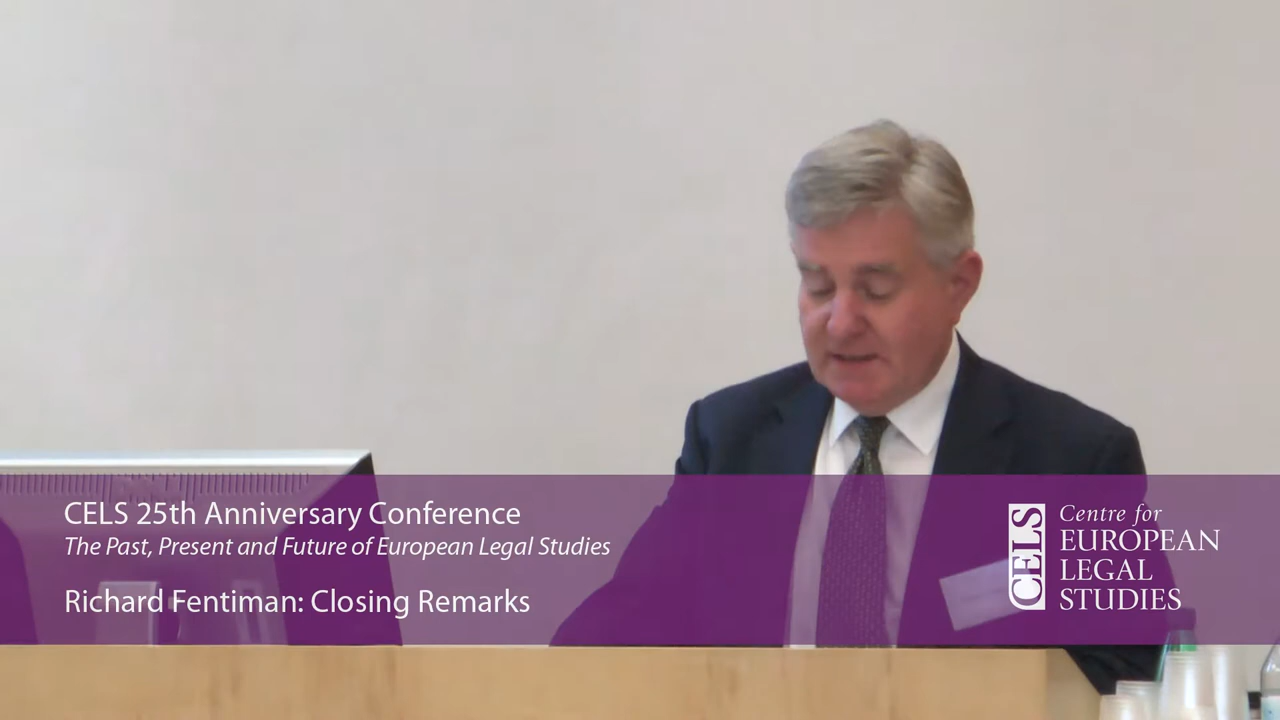 CELS 25th Anniversary Conference
The Past, Present and Future of European Legal Studies
Richard Fentiman: Closing Remarks
CELS
Centre for
EUROPEAN
LEGAL
STUDIES